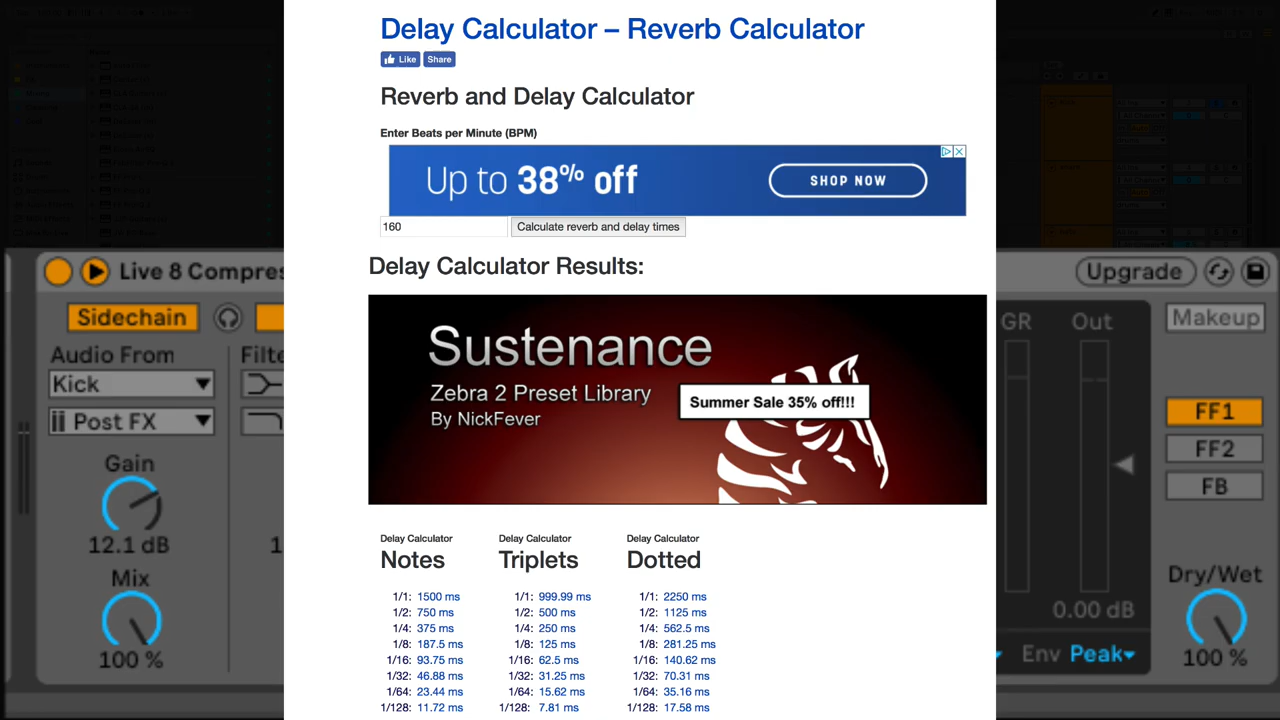 Delay Calculator – Reverb Calculator
Like Share
Reverb and Delay Calculator
Enter Beats per Minute (BPM)
Up to 38% off SHOP NOW
160 Calculate reverb and delay times
Delay Calculator Results:
Sustenance
Zebra 2 Preset Library
By NickFever
Summer Sale 35% off!!!
Delay Calculator Delay Calculator Delay Calculator
Notes Triplets Dotted
1/1: 1500 ms 1/1: 999.99 ms 1/1: 2250 ms
1/2: 750 ms 1/2: 500 ms 1/2: 1125 ms
1/4: 375 ms 1/4: 250 ms 1/4: 562.5 ms
1/8: 187.5 ms 1/8: 125 ms 1/8: 281.25 ms
1/16: 93.75 ms 1/16: 62.5 ms 1/16: 140.62 ms
1/32: 46.88 ms 1/32: 31.25 ms 1/32: 70.31 ms
1/64: 23.44 ms 1/64: 15.62 ms 1/64: 35.16 ms
1/128: 11.72 ms 1/128: 7.81 ms 1/128: 17.58 ms
Live 8 Compres
Sidechain
Audio From
Filte
Kick
Post FX
Gain
12.1 dB
1
Mix
100 %
Upgrade
GR Out
Makeup
FF1
FF2
FB
0.00 dB
Env Peak
Dry/Wet
100 %